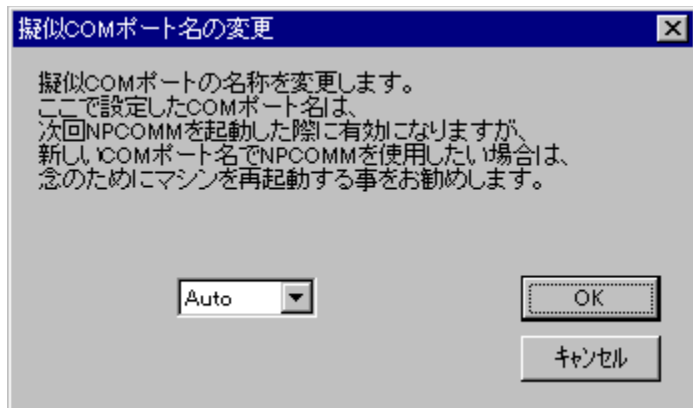 擬似COMポート名の変更
擬似COMポートの名称を変更します。
ここで設定したCOMポート名は、
次回NPCOMMを起動した際に有効になりますが、
新しいCOMポート名でNPCOMMを使用したい場合は、
念のためにマシンを再起動する事をお勧めします。
Auto
OK
ｷｬﾝｾﾙ